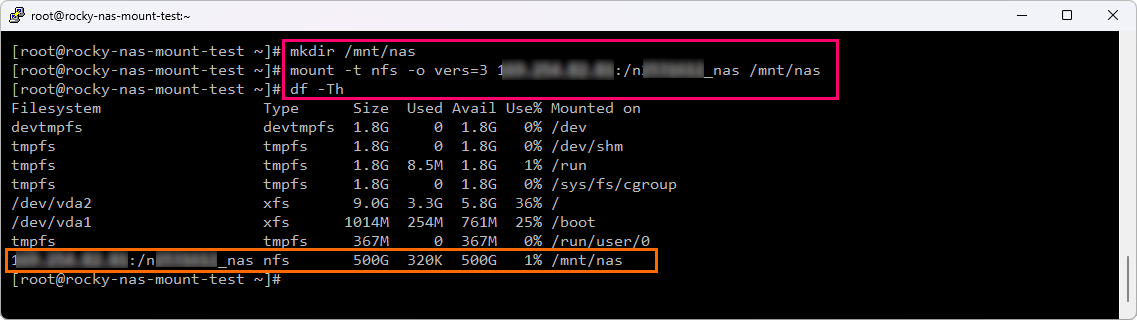 root@rocky-nas-mount-test:~
[root@rocky-nas-mount-test ~]# mkdir /mnt/nas
[root@rocky-nas-mount-test ~]# mount -t nfs -o vers=3 :/n _nas /mnt/nas
[root@rocky-nas-mount-test ~]# df -Th
Filesystem Type Size Used Avail Use% Mounted on
devtmpfs devtmpfs 1.8G 0 1.8G 0% /dev
tmpfs tmpfs 1.8G 0 1.8G 0% /dev/shm
tmpfs tmpfs 1.8G 8.5M 1.8G 1% /run
tmpfs tmpfs 1.8G 0 1.8G 0% /sys/fs/cgroup
/dev/vda2 xfs 9.0G 3.3G 5.8G 36% /
/dev/vda1 xfs 1014M 254M 761M 25% /boot
tmpfs tmpfs 367M 0 367M 0% /run/user/0
:/n _nas nfs 500G 320K 500G 1% /mnt/nas
[root@rocky-nas-mount-test ~]#